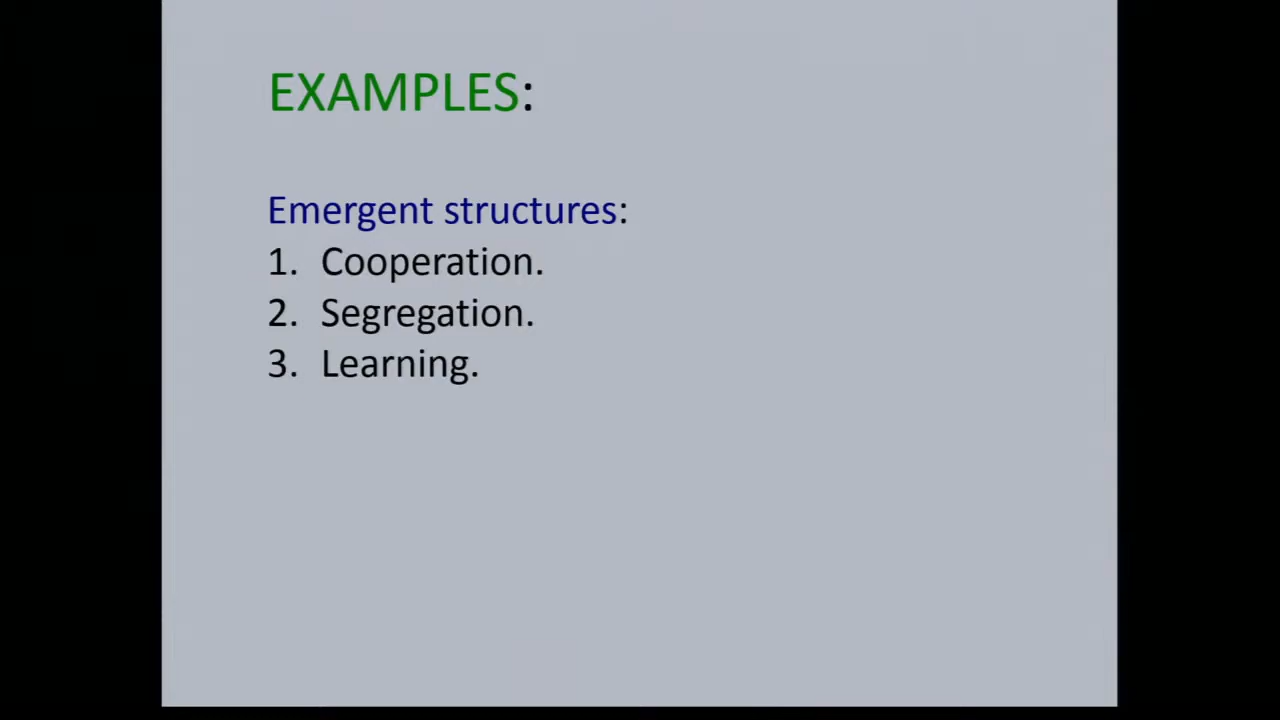 EXAMPLES:
Emergent structures:
1. Cooperation.
2. Segregation.
3. Learning.